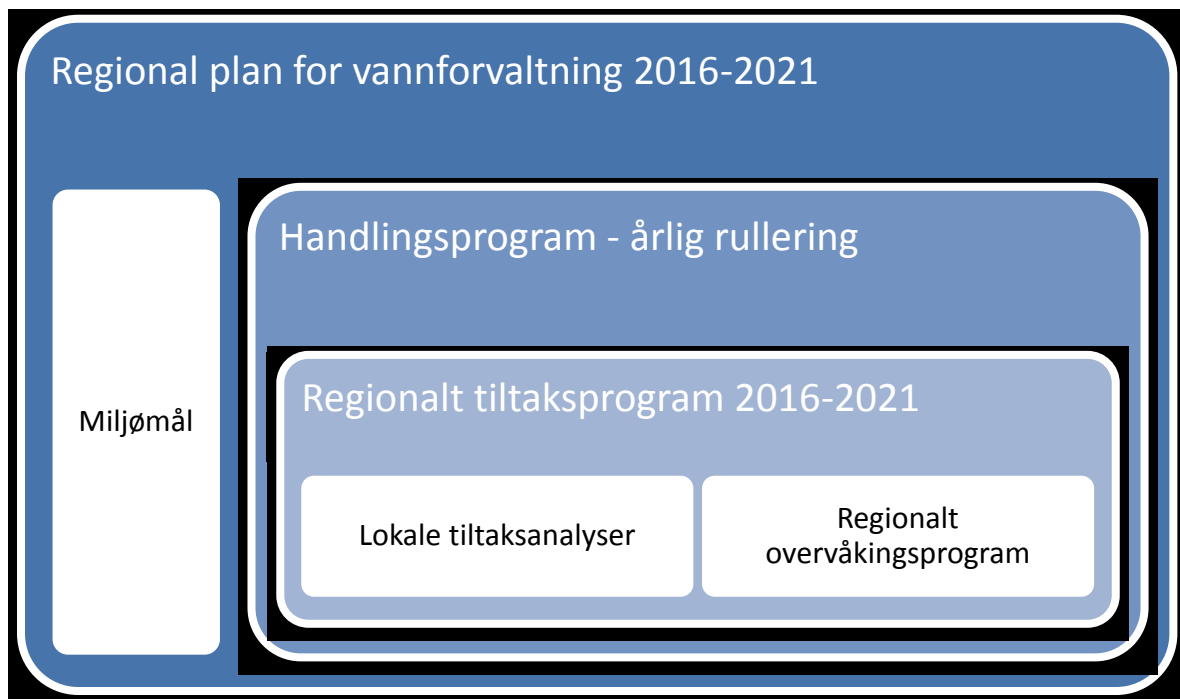 Regional plan for vannforvaltning 2016-2021
Handlingsprogram - årlig rullering
Regionalt tiltaksprogram 2016-2021
Miljømål
Lokale tiltaksanalyser
Regionalt
overvåkingsprogram